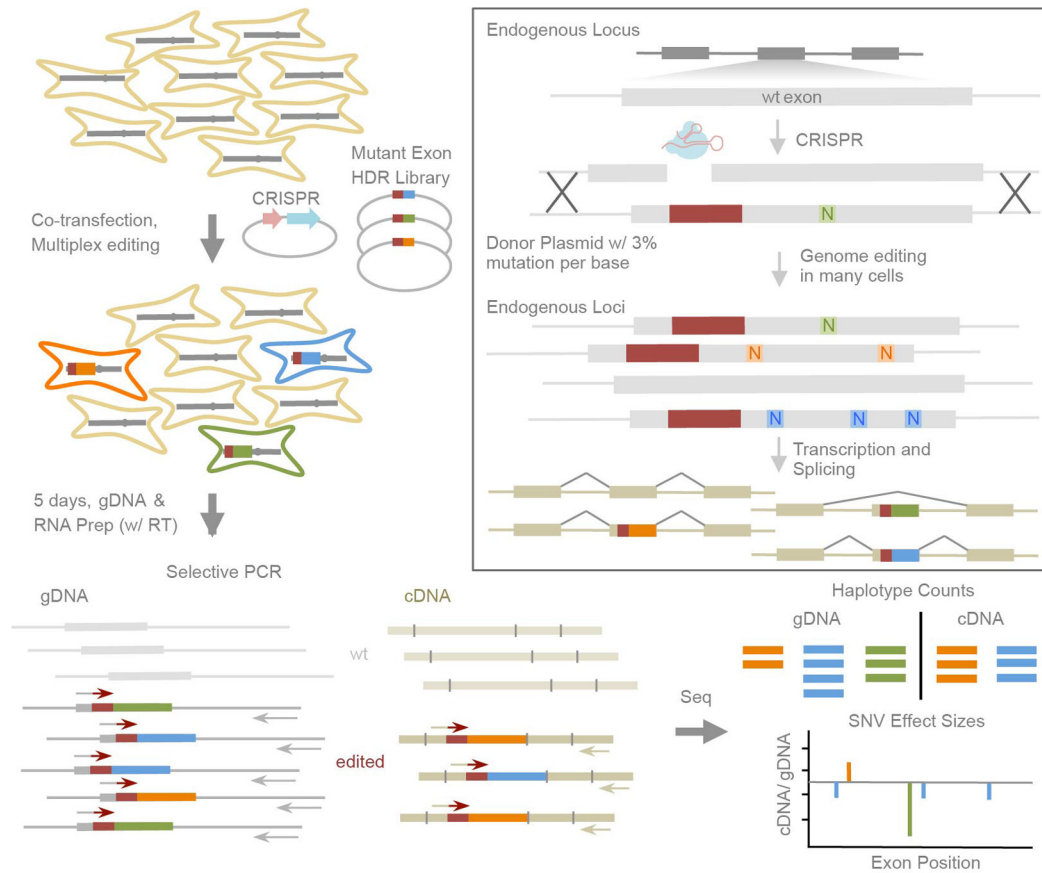 Endogenous Locus
wt exon
CRISPR
Mutant Exon
HDR Library
CRISPR
Co-transfection,
Multiplex editing
N
Donor Plasmid w/ 3%
mutation per base
Genome editing
in many cells
Endogenous Loci
N
N N
N N N
Transcription and
Splicing
5 days, gDNA &
RNA Prep (w/ RT)
Selective PCR
gDNA
cDNA
wt
edited
Seq
Haplotype Counts
gDNA cDNA
SNV Effect Sizes
cDNA/ gDNA
Exon Position